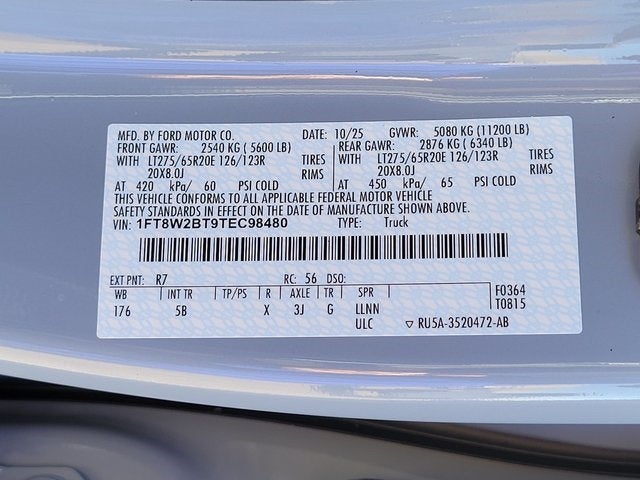 MFD. BY FORD MOTOR CO. DATE: 10/25 GVWR: 5080 KG (11200 LB)
FRONT GAWR: 2540 KG ( 5600 LB) REAR GAWR: 2876 KG ( 6340 LB)
WITH LT275/65R20E 126/123R TIRES WITH LT275/65R20E 126/123R TIRES
20X8.0J RIMS 20X8.0J RIMS
AT 420 kPa/ 60 PSI COLD AT 450 kPa/ 65 PSI COLD
THIS VEHICLE CONFORMS TO ALL APPLICABLE FEDERAL MOTOR VEHICLE
SAFETY STANDARDS IN EFFECT ON THE DATE OF MANUFACTURE SHOWN ABOVE.
VIN: 1FT8W2BT9TEC98480 TYPE: Truck
EXT PNT: R7 RC: 56 DSO:
WB INT TR TP/PS R AXLE TR SPR F0364
176 5B X 3J G LLNN T0815
ULC ▽ RU5A-3520472-AB